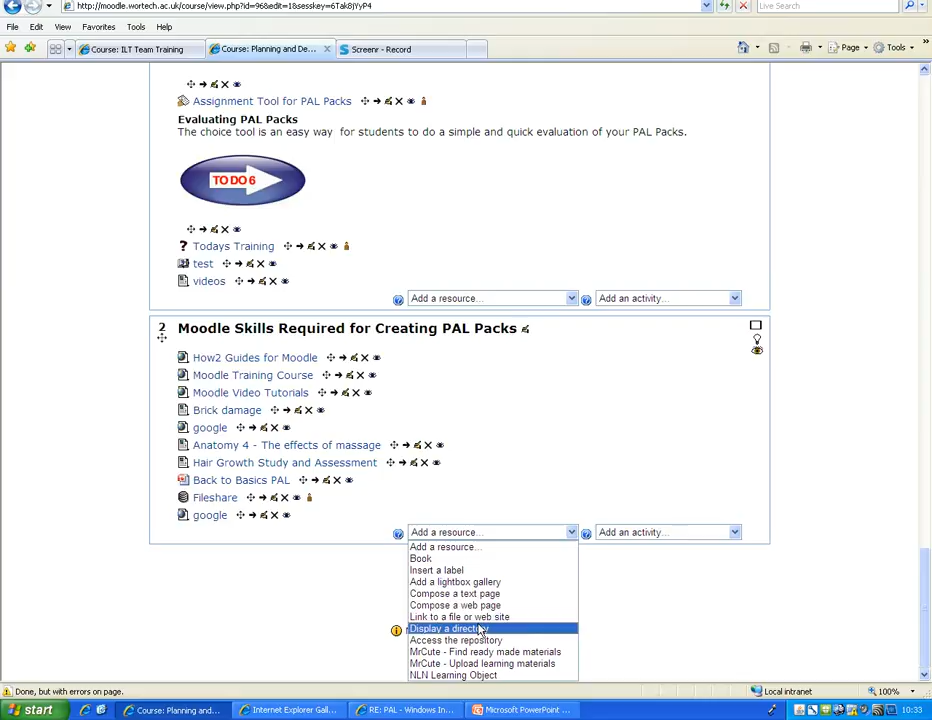 http://moodle.wortech.ac.uk/course/view.php?id=968edit=1&sesskey=6Tak8jYyP4
Live Search
File Edit View Favorites Tools Help
Course: ILT Team Training
Course: Planning and De...
Screenr - Record
Page
Tools
Assignment Tool for PAL Packs
Evaluating PAL Packs
The choice tool is an easy way for students to do a simple and quick evaluation of your PAL Packs.
TO DO 6
Todays Training
test
videos
Add a resource... Add an activity...
2 Moodle Skills Required for Creating PAL Packs
How2 Guides for Moodle
Moodle Training Course
Moodle Video Tutorials
Brick damage
google
Anatomy 4 - The effects of massage
Hair Growth Study and Assessment
Back to Basics PAL
Fileshare
google
Add a resource... Add an activity...
Add a resource...
Book
Insert a label
Add a lightbox gallery
Compose a text page
Compose a web page
Link to a file or web site
Display a directory
Access the repository
MrCute - Find ready made materials
MrCute - Upload learning materials
NLN Learning Object
Done, but with errors on page.
Local intranet
100%
start
Course: Planning and...
Internet Explorer Gall...
RE: PAL - Windows In...
Microsoft PowerPoint ...
10:33